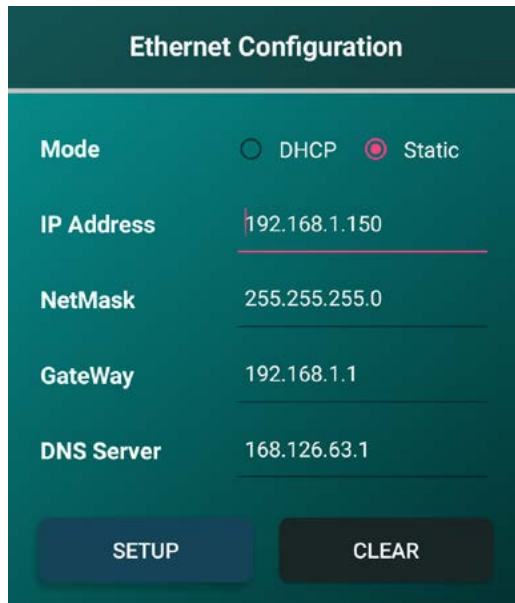 Ethernet Configuration
Mode DHCP Static
IP Address 192.168.1.150
NetMask 255.255.255.0
GateWay 192.168.1.1
DNS Server 168.126.63.1
SETUP CLEAR